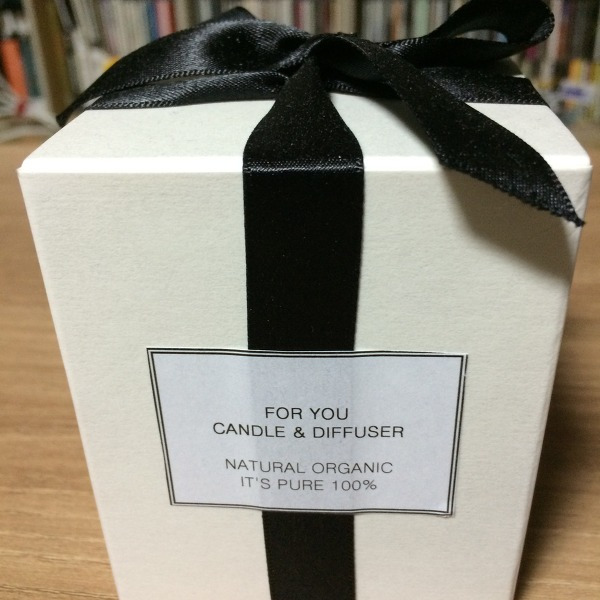 FOR YOU
CANDLE & DIFFUSER
NATURAL ORGANIC
IT'S PURE 100%